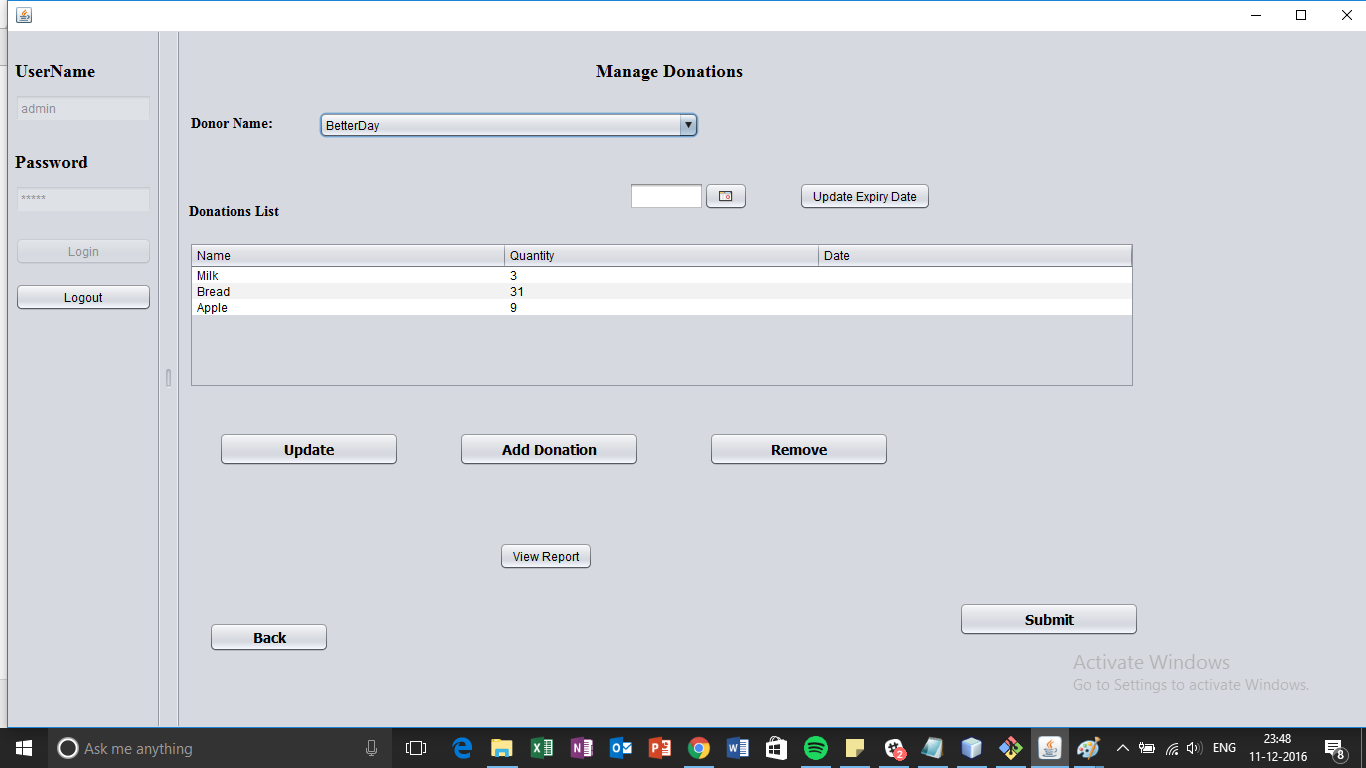 UserName
admin
Password
*****
Login
Logout
Manage Donations
Donor Name:
BetterDay
Update Expiry Date
Donations List
Name Quantity Date
Milk 3
Bread 31
Apple 9
Update Add Donation Remove
View Report
Submit
Back
Activate Windows
Go to Settings to activate Windows.
Ask me anything
2
ENG
23:48
11-12-2016
8